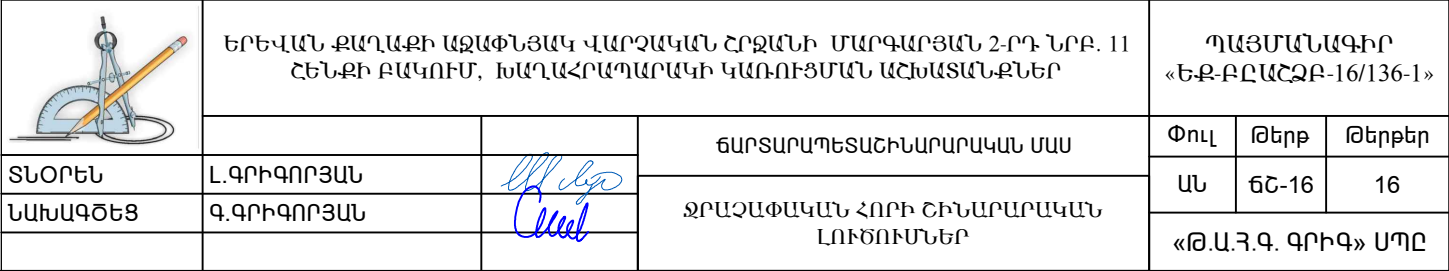 ԵՐԵՎԱՆ ՔԱՂԱՔԻ ԱՋԱՓՆՅԱԿ ՎԱՐՉԱԿԱՆ ՇՐՋԱՆԻ ՄԱՐԳԱՐՅԱՆ 2-ՐԴ ՆՐԲ. 11
ՇԵՆՔԻ ԲԱԿՈՒՄ, ԽԱՂԱՀՐԱՊԱՐԱԿԻ ԿԱՌՈՒՑՄԱՆ ԱՇԽԱՏԱՆՔՆԵՐ
ՊԱՅՄԱՆԱԳԻՐ
«ԵՔ-ԲԸԱՇՁԲ-16/136-1»
ՃԱՐՏԱՐԱՊԵՏԱՇԻՆԱՐԱՐԱԿԱՆ ՄԱՍ
Փուլ Թերթ Թերթեր
ՏՆՕՐԵՆ Լ.ԳՐԻԳՈՐՅԱՆ
ԱՆ ՃՇ-16 16
ՆԱԽԱԳԾԵՑ Գ.ԳՐԻԳՈՐՅԱՆ
ՋՐԱՉԱՓԱԿԱՆ ՀՈՐԻ ՇԻՆԱՐԱՐԱԿԱՆ
ԼՈՒԾՈՒՄՆԵՐ
«Թ.Ա.Դ.Գ. ԳՐԻԳ» ՍՊԸ